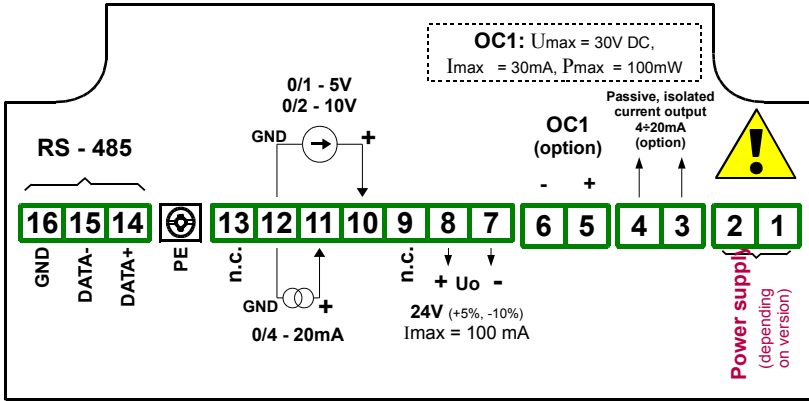 OC1: Umax = 30V DC,
Imax = 30mA, Pmax = 100mW
0/1 - 5V
0/2 - 10V
GND
+
RS - 485
OC1
(option)
- +
Passive, isolated
current output
4÷20mA
(option)
16 15 14
13 12 11 10 9 8 7
6 5
4 3
2 1
GND
DATA-
DATA+
PE
n.c.
GND
+
0/4 - 20mA
n.c.
+ Uo -
24V (+5%, -10%)
Imax = 100 mA
Power supply
(depending
on version)